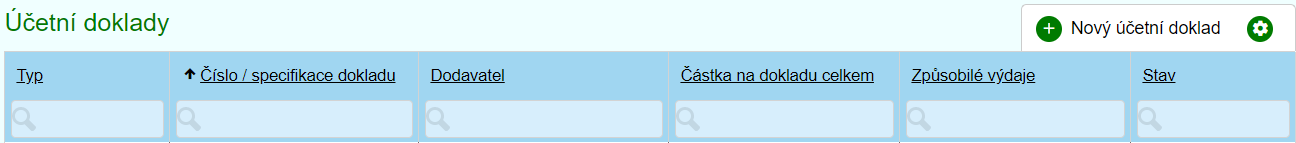 Účetní doklady
Nový účetní doklad
Typ Číslo / specifikace dokladu Dodavatel Částka na dokladu celkem Způsobilé výdaje Stav